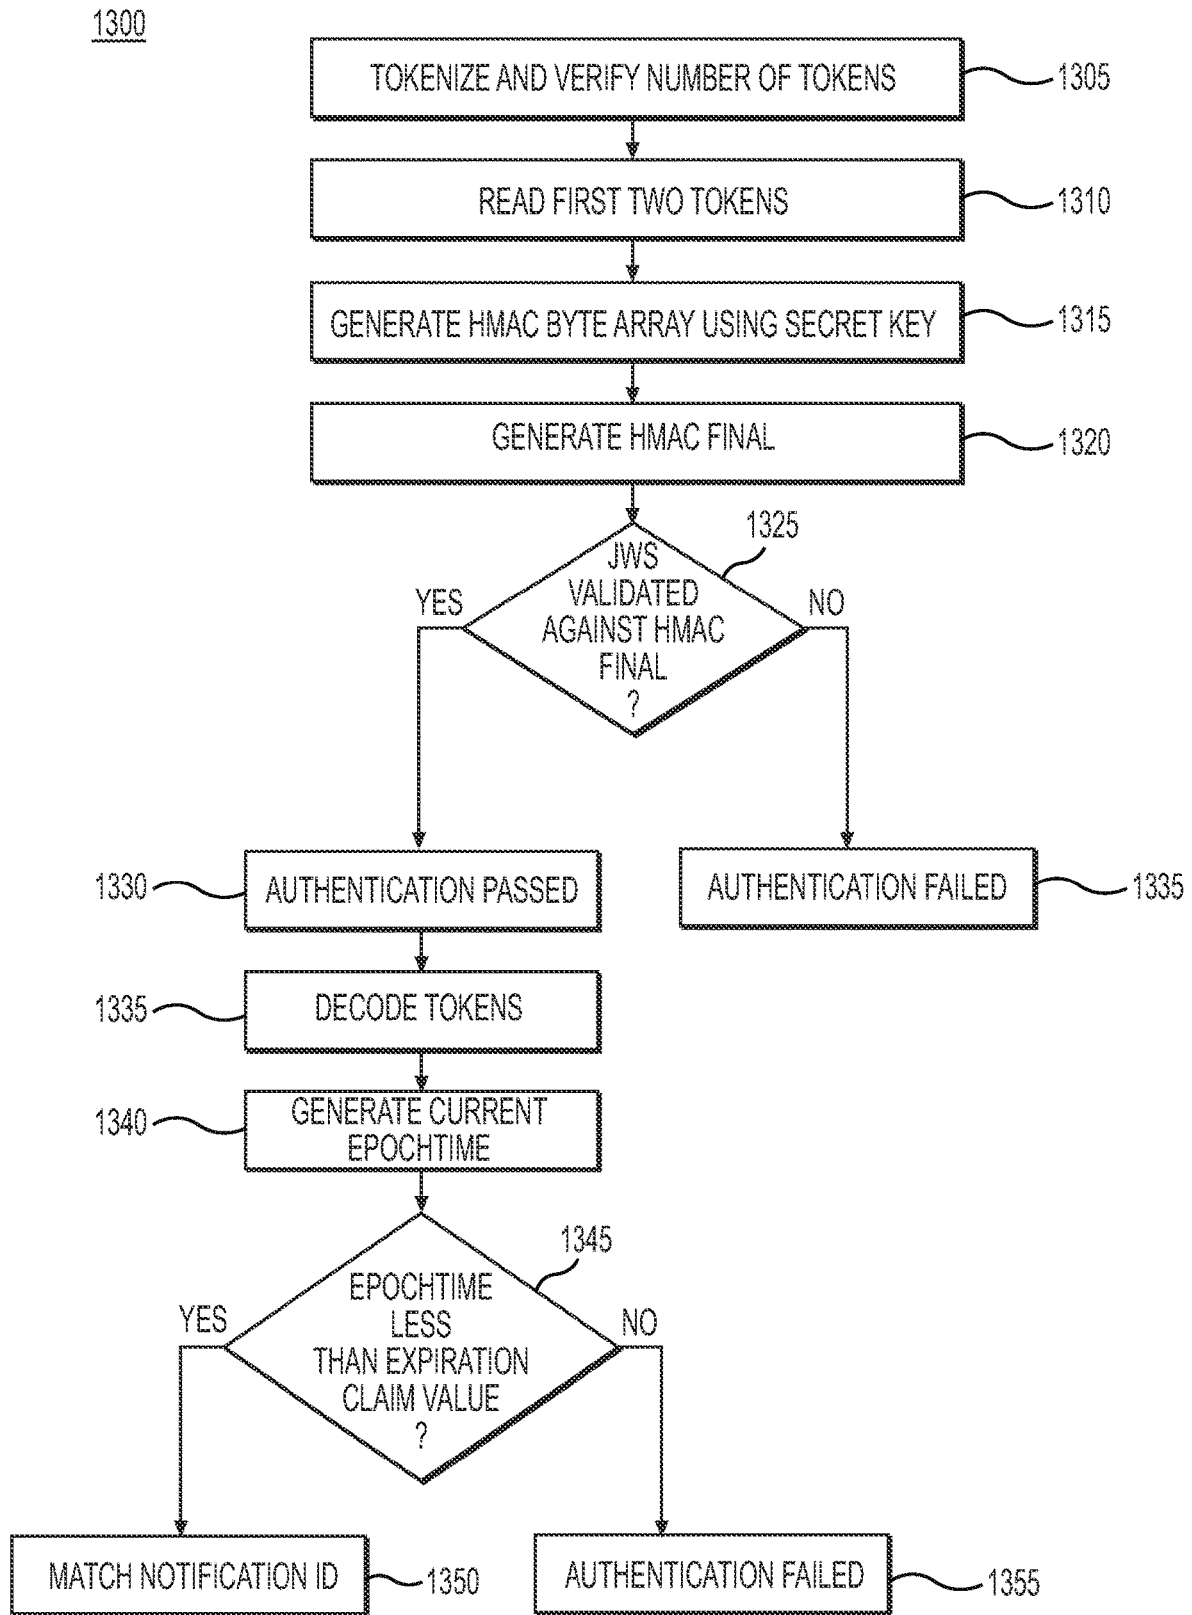 1300
TOKENIZE AND VERIFY NUMBER OF TOKENS
1305
READ FIRST TWO TOKENS
1310
GENERATE HMAC BYTE ARRAY USING SECRET KEY
1315
GENERATE HMAC FINAL
1320
1325
JWS
VALIDATED
AGAINST HMAC
FINAL
?
YES
NO
1330
AUTHENTICATION PASSED
AUTHENTICATION FAILED
1335
1335
DECODE TOKENS
1340
GENERATE CURRENT
EPOCHTIME
1345
EPOCHTIME
LESS
THAN EXPIRATION
CLAIM VALUE
?
YES
NO
MATCH NOTIFICATION ID
1350
AUTHENTICATION FAILED
1355